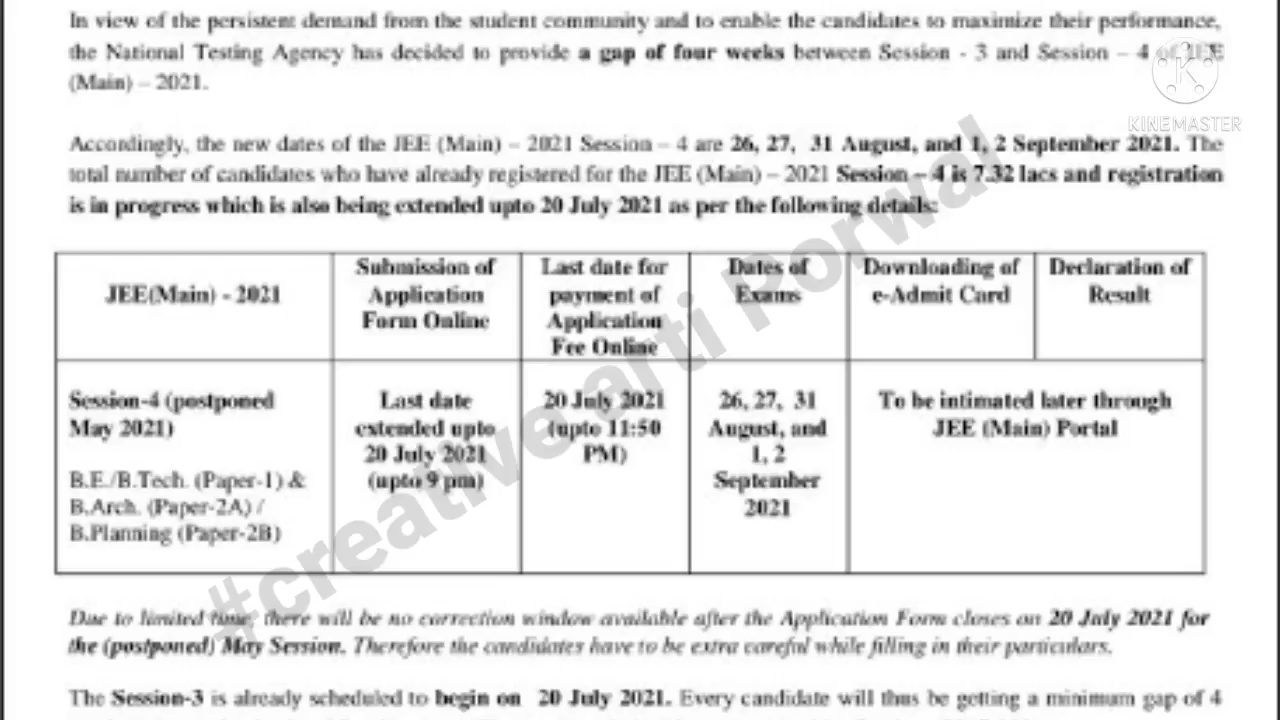 In view of the persistent demand from the student community and to enable the candidates to maximize their performance,
the National Testing Agency has decided to provide a gap of four weeks between Session - 3 and Session – 4 of JEE
(Main) – 2021.
KINEMASTER
Accordingly, the new dates of the JEE (Main) – 2021 Session – 4 are 26, 27, 31 August, and 1, 2 September 2021. The
total number of candidates who have already registered for the JEE (Main) – 2021 Session – 4 is 7.32 lacs and registration
is in progress which is also being extended upto 20 July 2021 as per the following details:
JEE(Main) - 2021
Submission of
Application
Form Online
Last date for
payment of
Application
Fee Online
Dates of
Exams
Downloading of
e-Admit Card
Declaration of
Result
Session-4 (postponed
May 2021)
B.E./B.Tech. (Paper-1) &
B.Arch. (Paper-2A) /
B.Planning (Paper-2B)
Last date
extended upto
20 July 2021
(upto 9 pm)
20 July 2021
(upto 11:50
PM)
26, 27, 31
August, and
1, 2
September
2021
To be intimated later through
JEE (Main) Portal
#creative arti Porwal
Due to limited time, there will be no correction window available after the Application Form closes on 20 July 2021 for
the (postponed) May Session. Therefore the candidates have to be extra careful while filling in their particulars.
The Session-3 is already scheduled to begin on 20 July 2021. Every candidate will thus be getting a minimum gap of 4